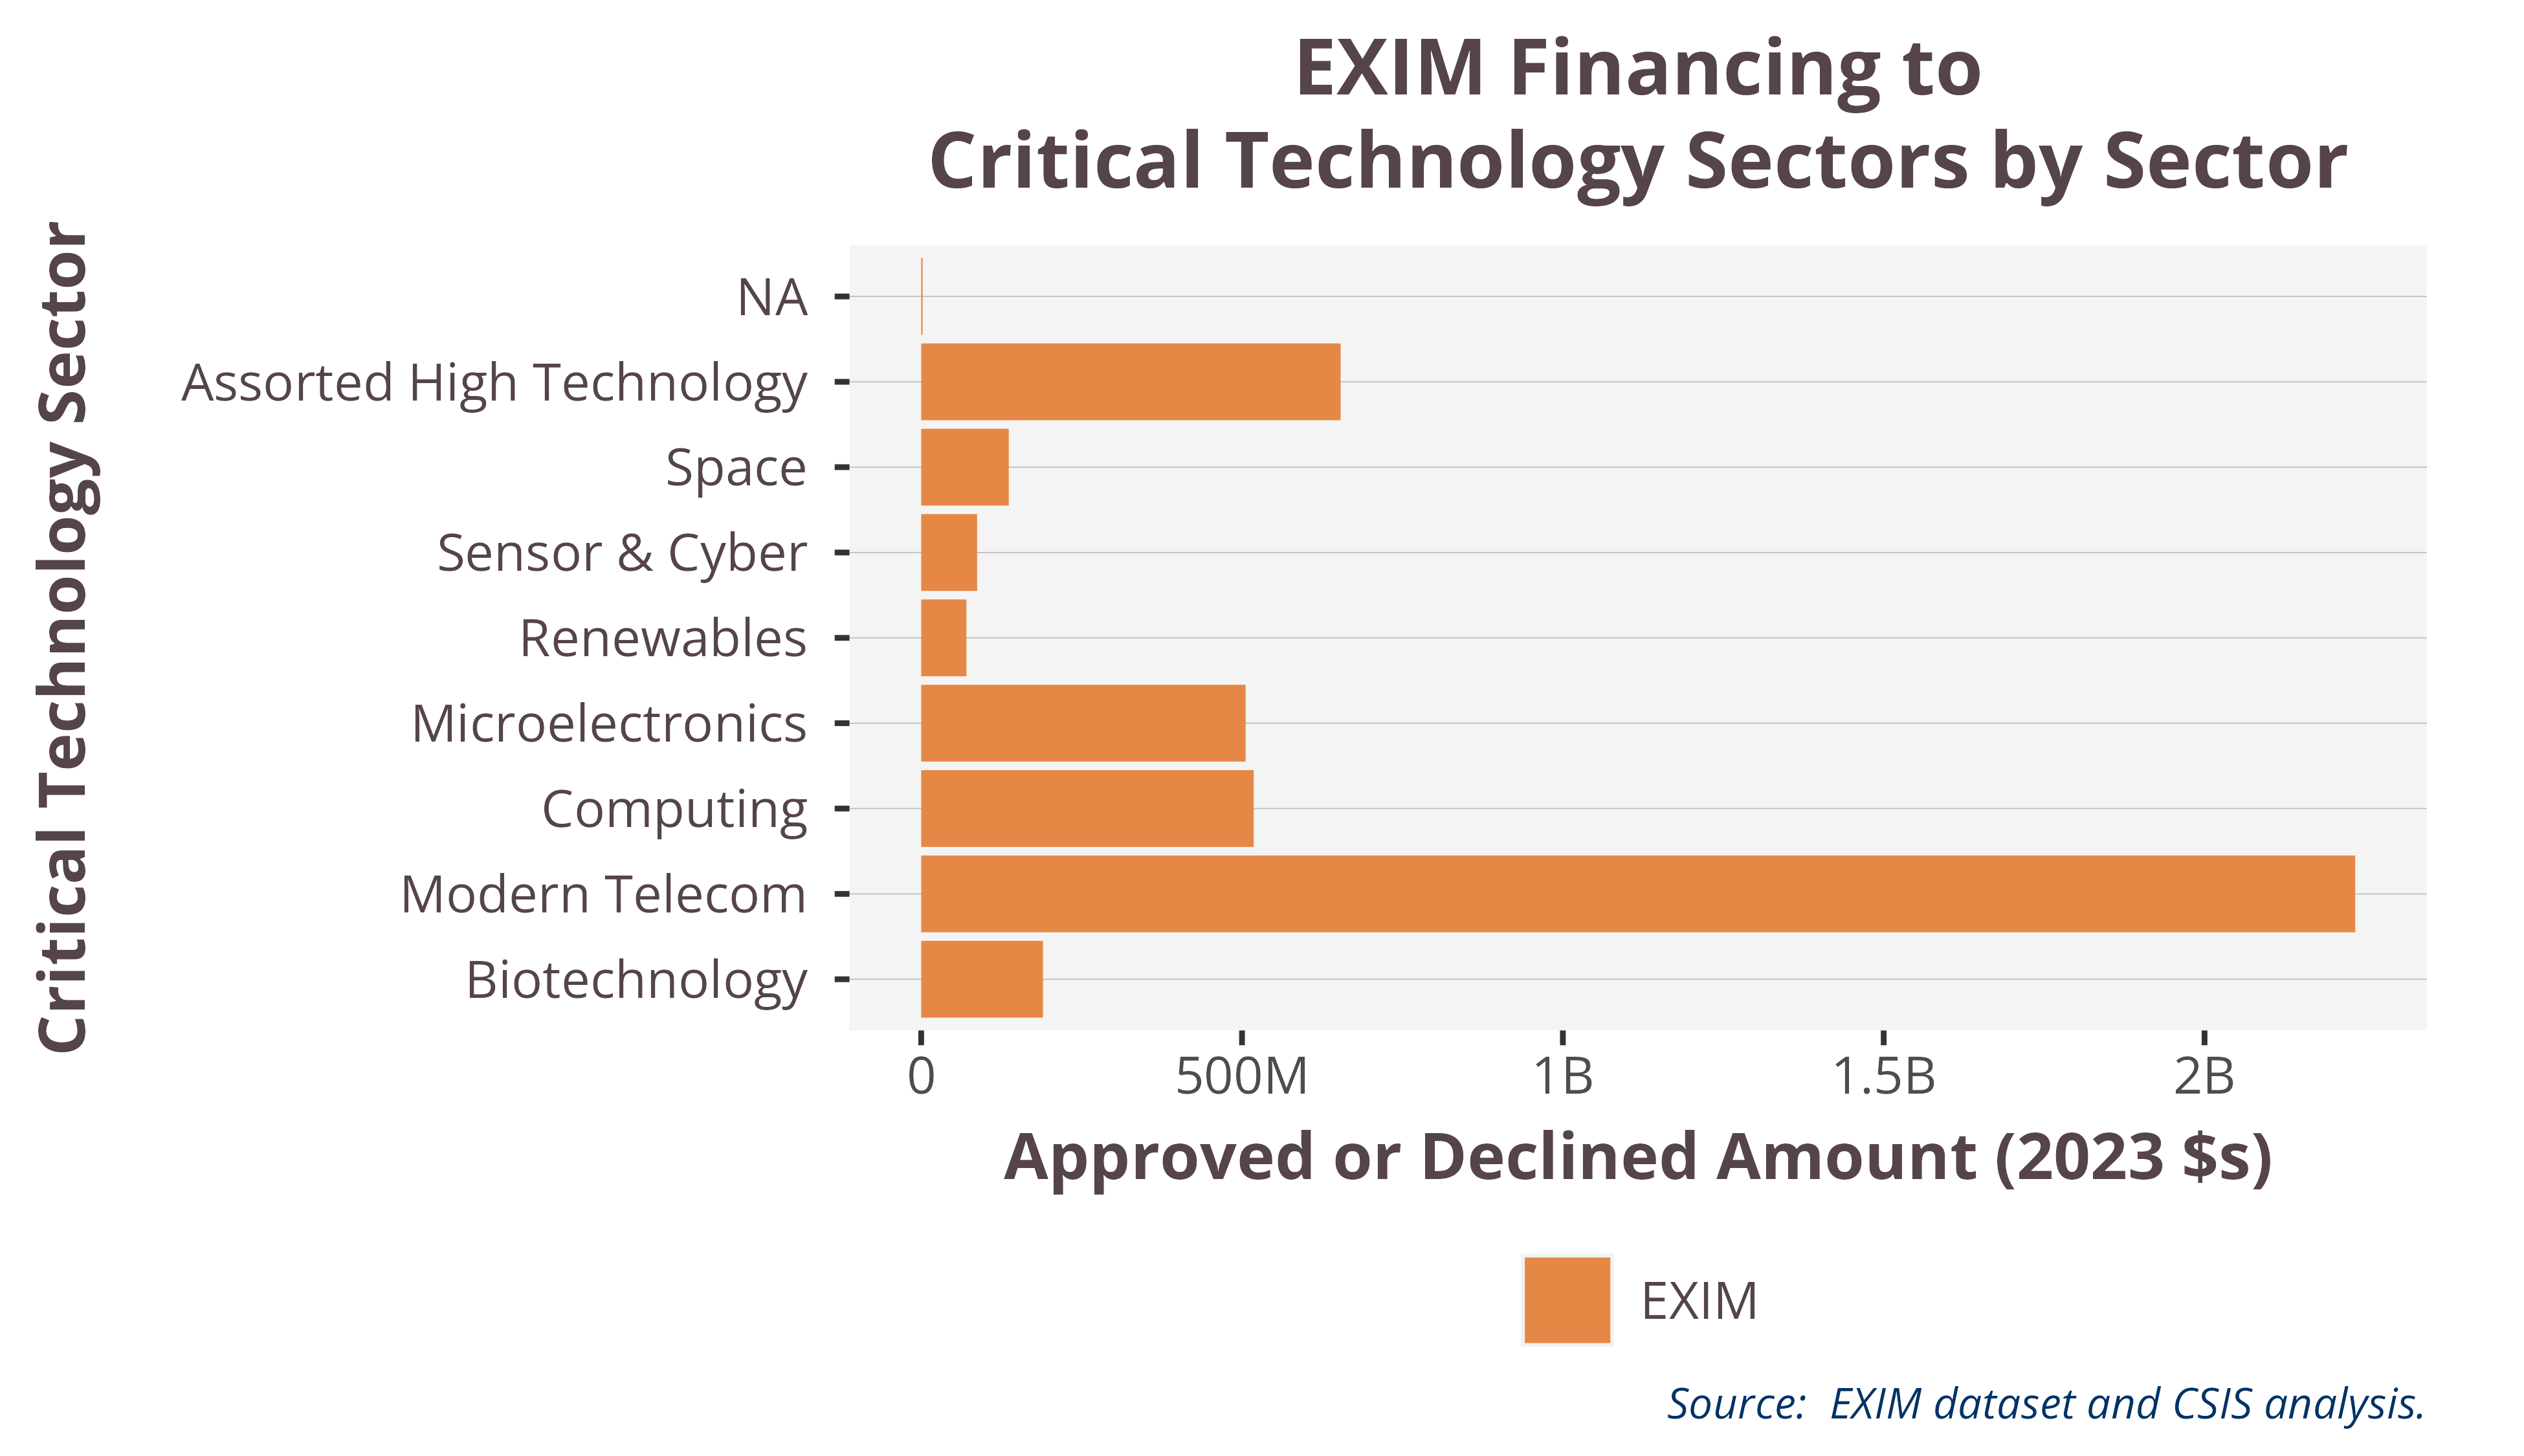 EXIM Financing to
Critical Technology Sectors by Sector
Critical Technology Sector
NA
Assorted High Technology
Space
Sensor & Cyber
Renewables
Microelectronics
Computing
Modern Telecom
Biotechnology
0 500M 1B 1.5B 2B
Approved or Declined Amount (2023 $s)
EXIM
Source:  EXIM dataset and CSIS analysis.